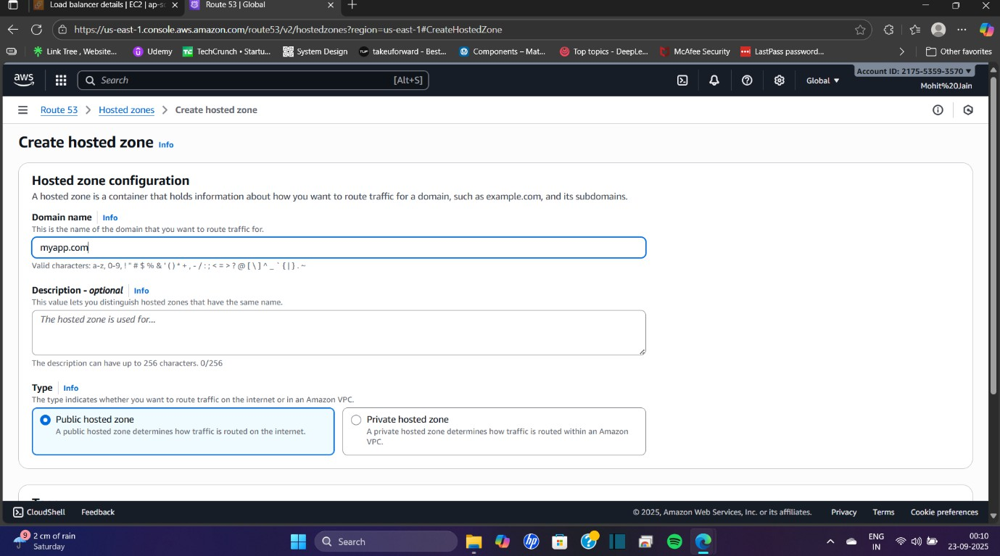 Load balancer details | EC2 | ap-so
Route 53 | Global
https://us-east-1.console.aws.amazon.com/route53/v2/hostedzones?region=us-east-1#CreateHostedZone
Link Tree , Website...
Udemy
TechCrunch • Startu...
System Design
takeuforward - Best...
Components – Mat...
Top topics - DeepLe...
McAfee Security
LastPass password...
Other favorites
aws
Search
[Alt+S]
Global
Account ID: 2175-5359-3570
Mohit%20Jain
Route 53 > Hosted zones > Create hosted zone
Create hosted zone Info
Hosted zone configuration
A hosted zone is a container that holds information about how you want to route traffic for a domain, such as example.com, and its subdomains.
Domain name Info
This is the name of the domain that you want to route traffic for.
myapp.com
Valid characters: a-z, 0-9, ! " # $ % & ' ( ) * + , - / : ; < = > ? @ [ \ ] ^ _ ` { | } . ~
Description - optional Info
This value lets you distinguish hosted zones that have the same name.
The hosted zone is used for...
The description can have up to 256 characters. 0/256
Type Info
The type indicates whether you want to route traffic on the internet or in an Amazon VPC.
Public hosted zone
A public hosted zone determines how traffic is routed on the internet.
Private hosted zone
A private hosted zone determines how traffic is routed within an Amazon
VPC.
CloudShell
Feedback
© 2025, Amazon Web Services, Inc. or its affiliates.
Privacy
Terms
Cookie preferences
9
2 cm of rain
Saturday
Search
hp
ENG
IN
00:10
23-09-2025